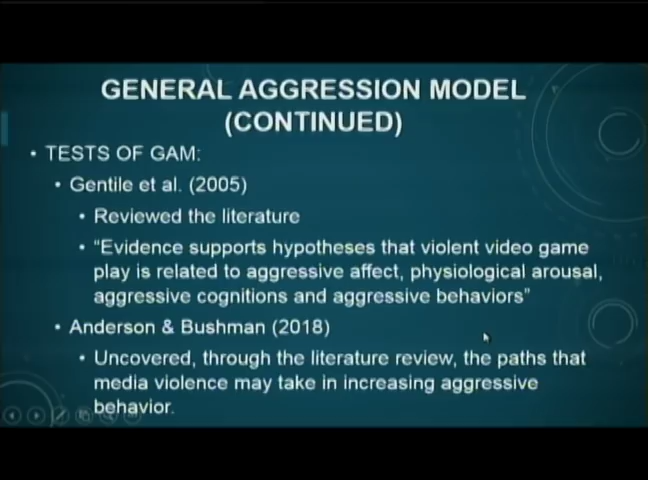 GENERAL AGGRESSION MODEL
(CONTINUED)
• TESTS OF GAM:
• Gentile et al. (2005)
• Reviewed the literature
• “Evidence supports hypotheses that violent video game
play is related to aggressive affect, physiological arousal,
aggressive cognitions and aggressive behaviors”
• Anderson & Bushman (2018)
• Uncovered, through the literature review, the paths that
media violence may take in increasing aggressive
behavior.